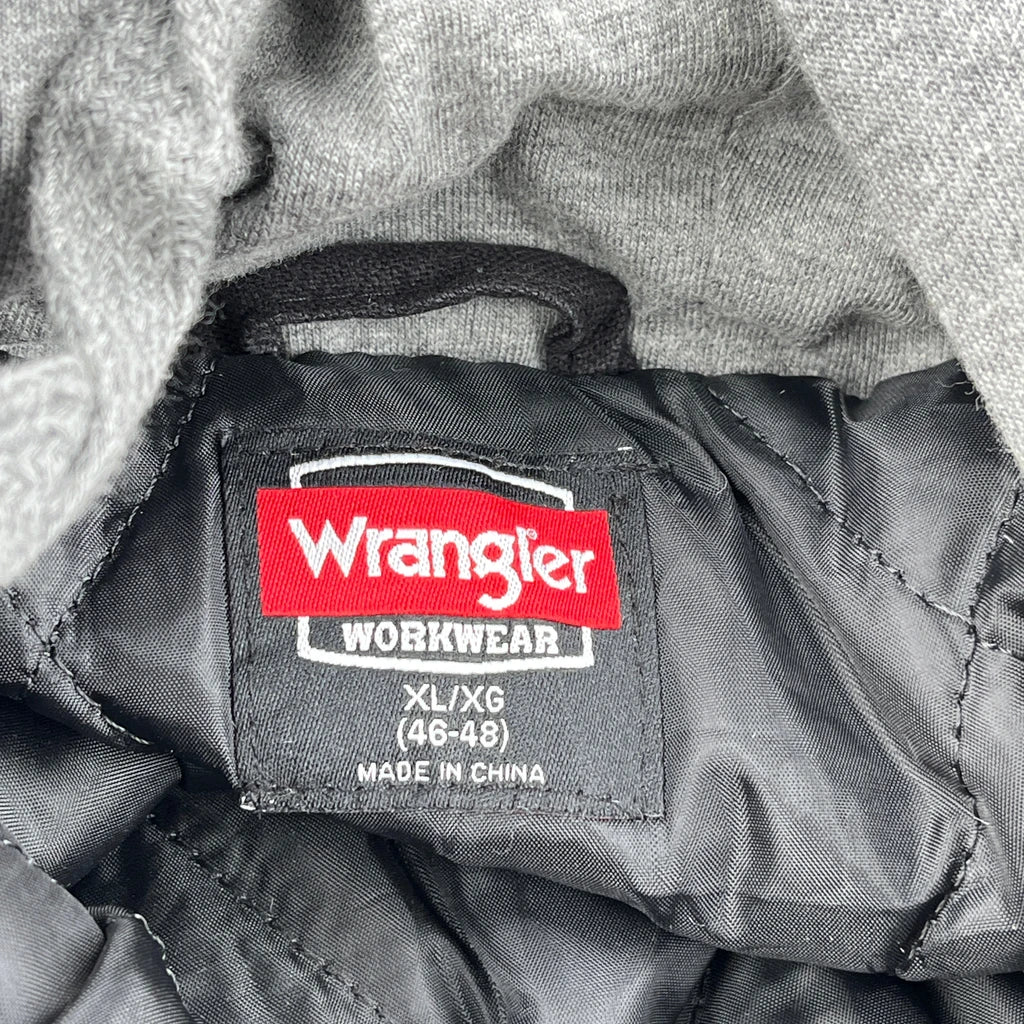 Wrangler
WORKWEAR
XL/XG
(46-48)
MADE IN CHINA